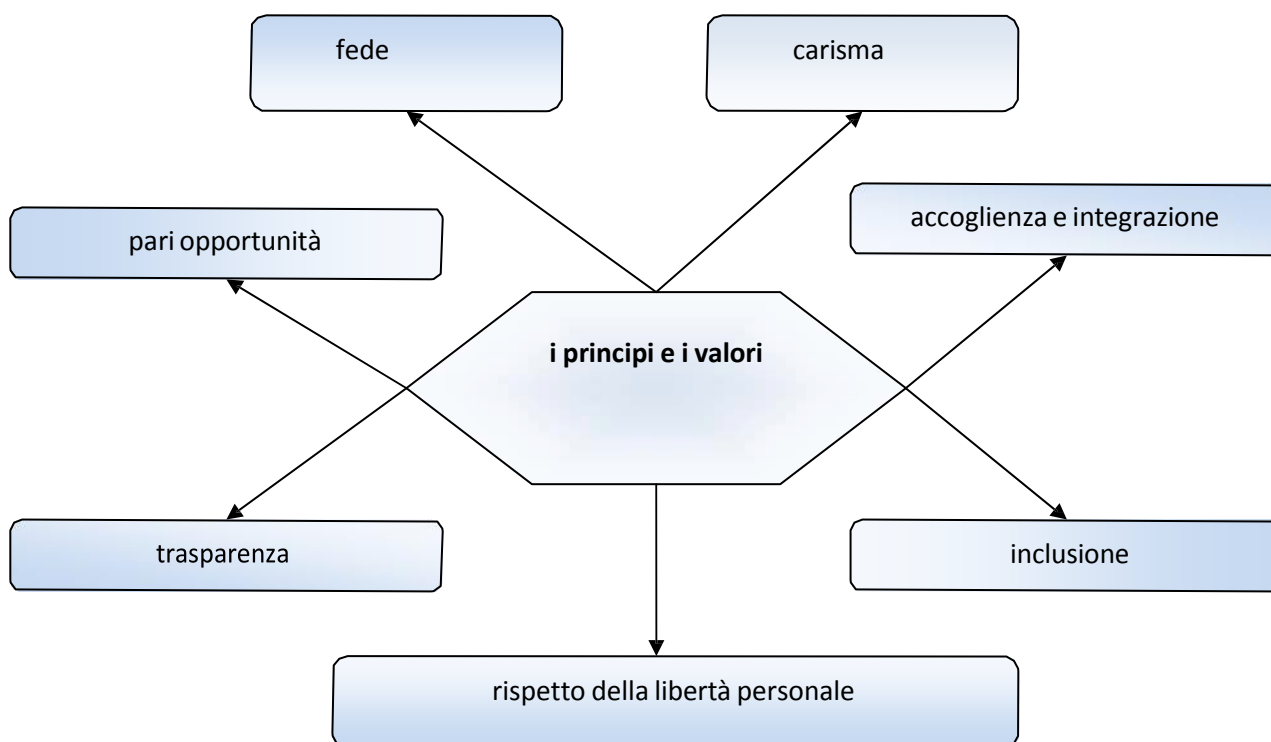 fede
carisma
accoglienza e integrazione
pari opportunità
i principi e i valori
trasparenza
inclusione
rispetto della libertà personale